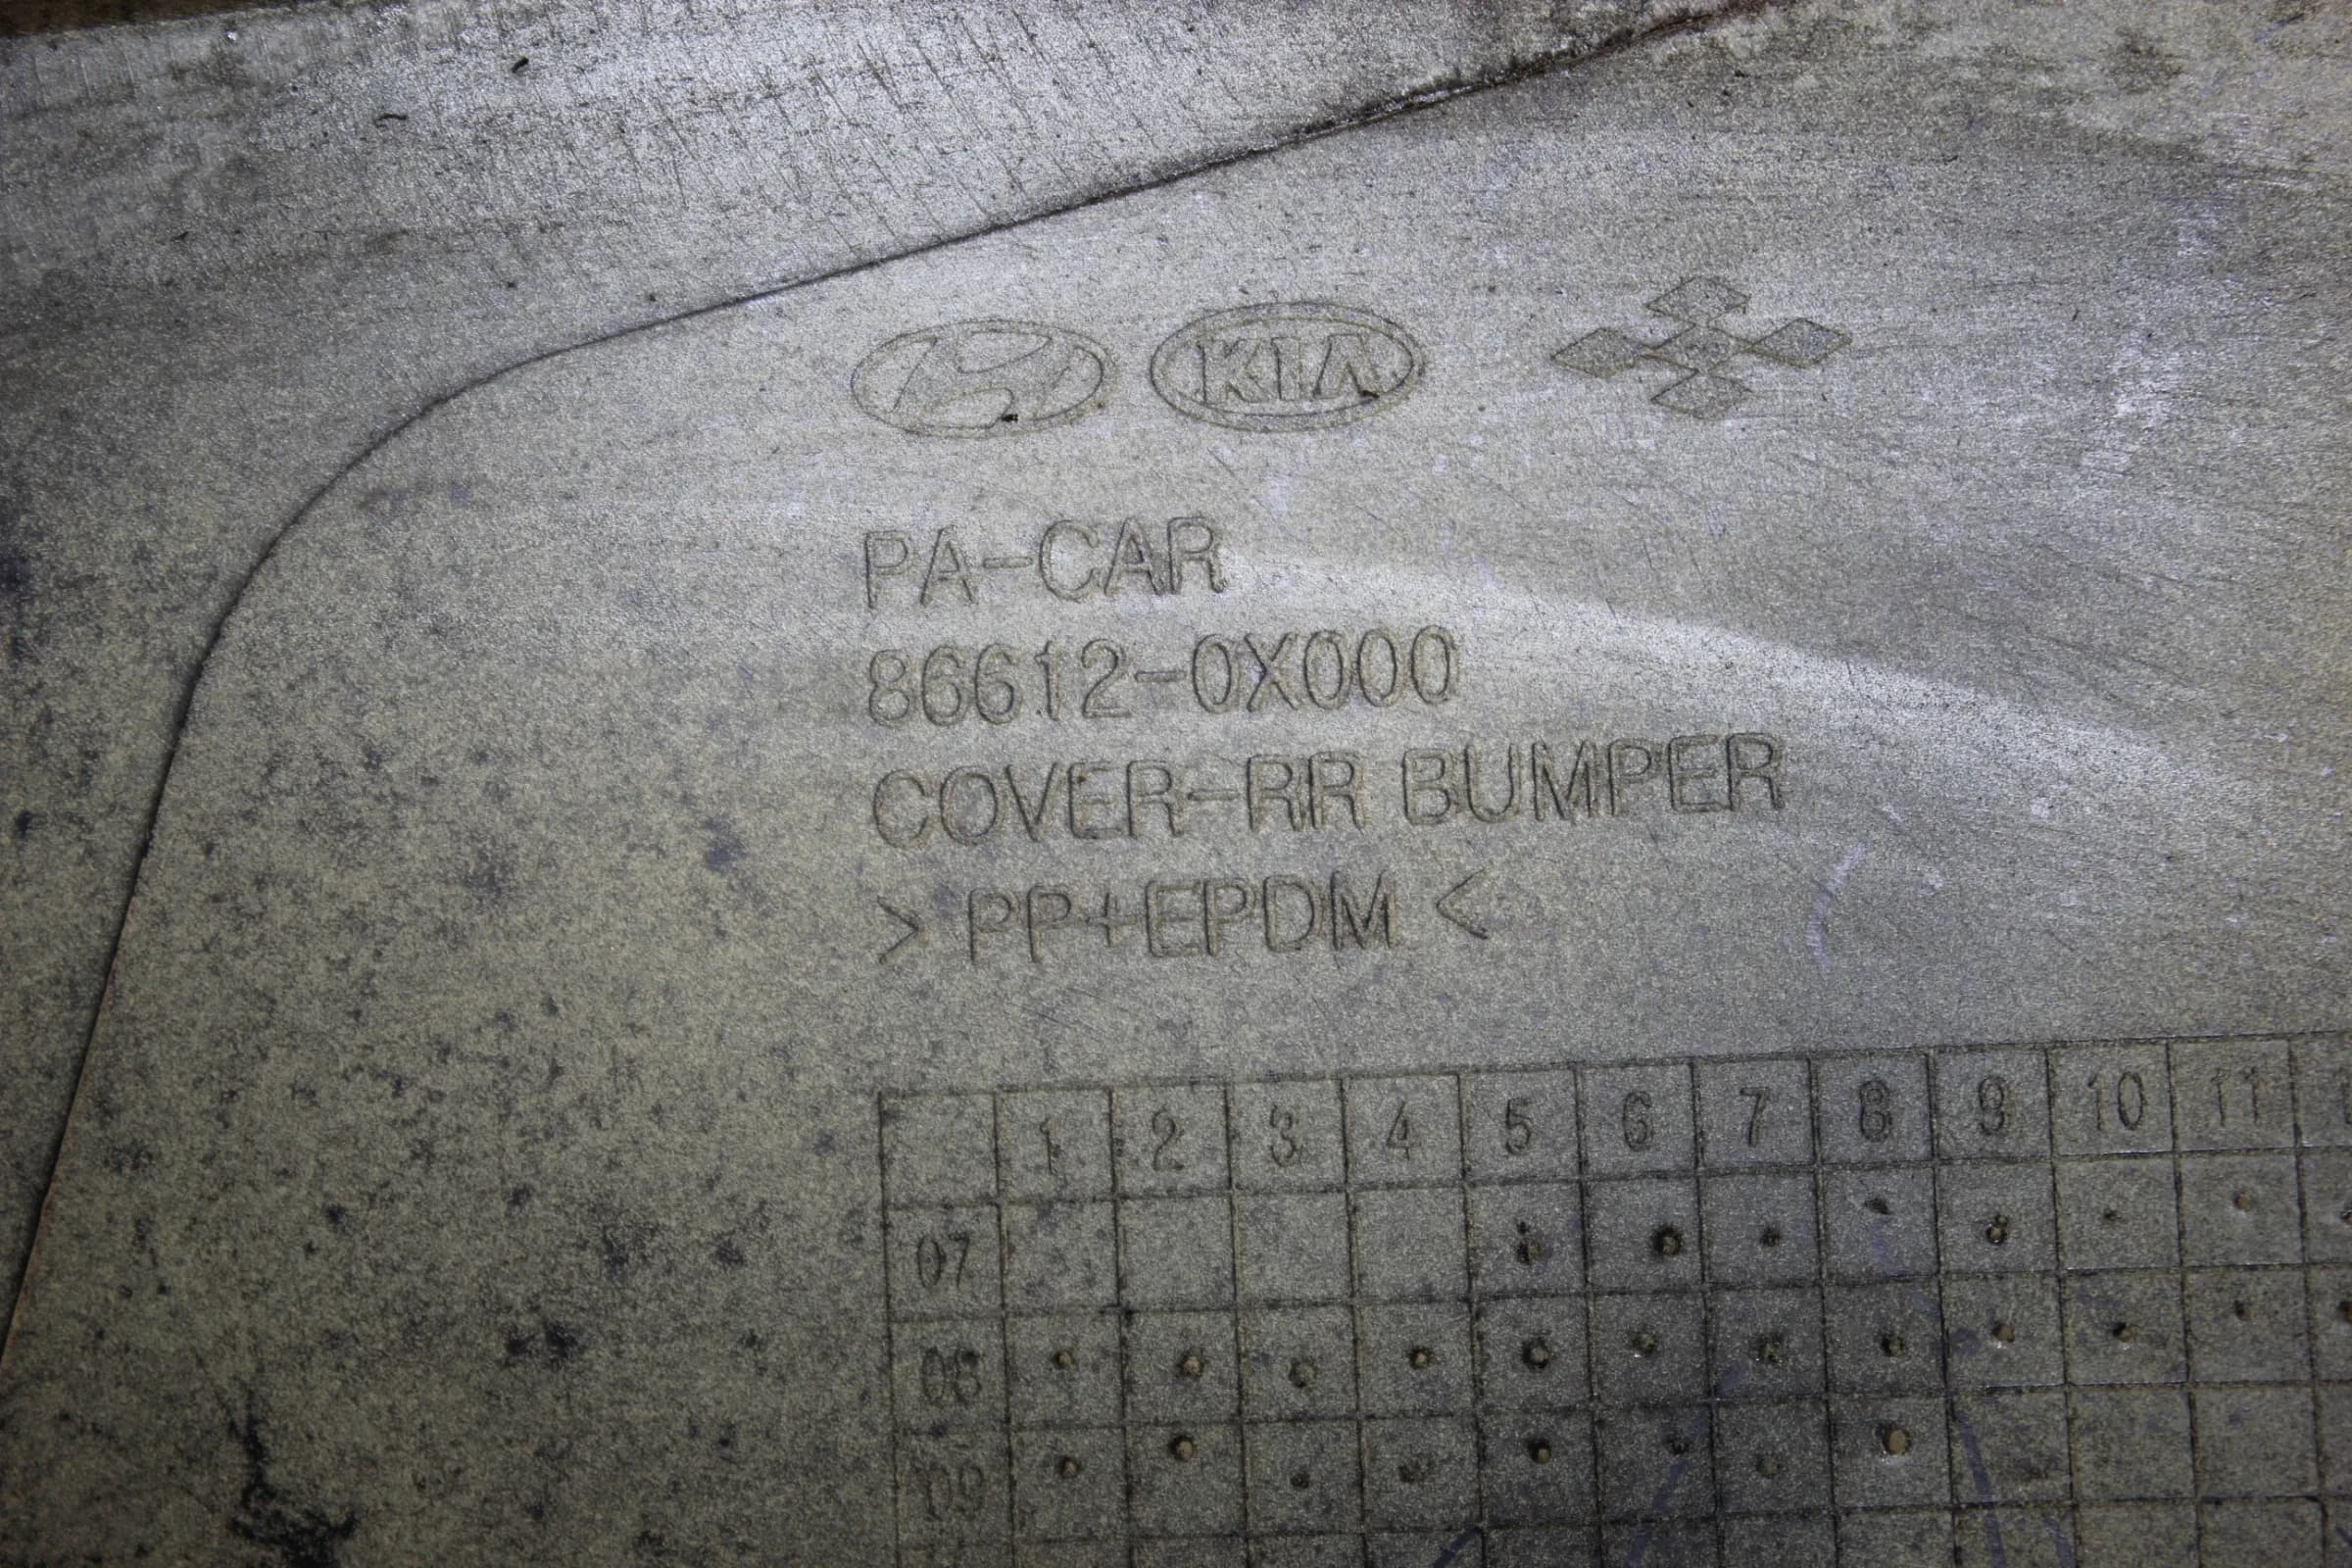 KIA
PA-CAR
86612-0X000
COVER-RR BUMPER
> PP+EPDM <
1 2 3 4 5 6 7 8 9 10 11
07
08
09